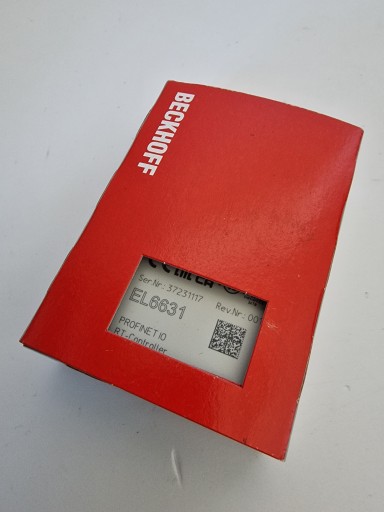 BECKHOFF
Ser.Nr.: 37231117 Rev.Nr.: 00
EL6631
PROFINET IO
RT-Controller